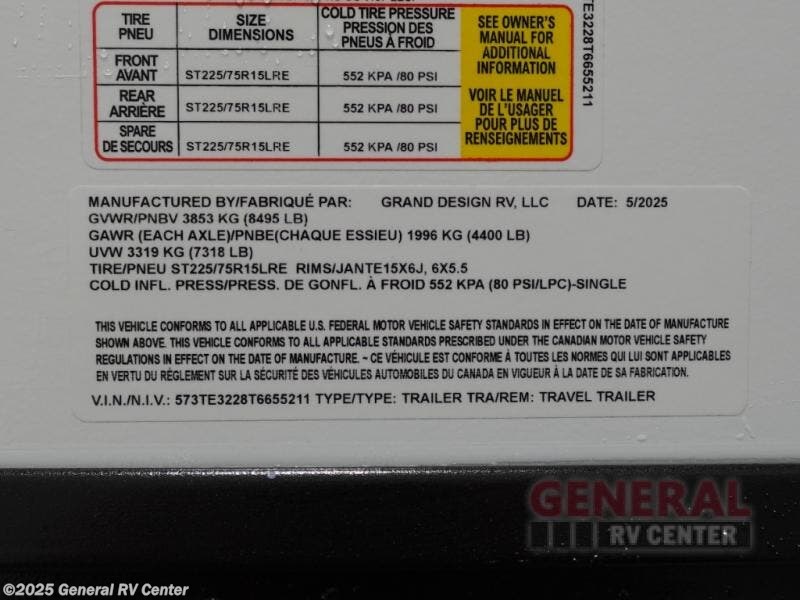 TIRE
PNEU
SIZE
DIMENSIONS
COLD TIRE PRESSURE
PRESSION DES
PNEUS À FROID
SEE OWNER'S
MANUAL FOR
ADDITIONAL
INFORMATION
VOIR LE MANUEL
DE L'USAGER
POUR PLUS DE
RENSEIGNEMENTS
FRONT
AVANT
ST225/75R15LRE
552 KPA /80 PSI
REAR
ARRIÈRE
ST225/75R15LRE
552 KPA /80 PSI
SPARE
DE SECOURS
ST225/75R15LRE
552 KPA /80 PSI
TE3228T6655211
MANUFACTURED BY/FABRIQUÉ PAR: GRAND DESIGN RV, LLC DATE: 5/2025
GVWR/PNBV 3853 KG (8495 LB)
GAWR (EACH AXLE)/PNBE(CHAQUE ESSIEU) 1996 KG (4400 LB)
UVW 3319 KG (7318 LB)
TIRE/PNEU ST225/75R15LRE RIMS/JANTE15X6J, 6X5.5
COLD INFL. PRESS/PRESS. DE GONFL. À FROID 552 KPA (80 PSI/LPC)-SINGLE
THIS VEHICLE CONFORMS TO ALL APPLICABLE U.S. FEDERAL MOTOR VEHICLE SAFETY STANDARDS IN EFFECT ON THE DATE OF MANUFACTURE
SHOWN ABOVE. THIS VEHICLE CONFORMS TO ALL APPLICABLE STANDARDS PRESCRIBED UNDER THE CANADIAN MOTOR VEHICLE SAFETY
REGULATIONS IN EFFECT ON THE DATE OF MANUFACTURE. ~ CE VÉHICULE EST CONFORME À TOUTES LES NORMES QUI LUI SONT APPLICABLES
EN VERTU DU RÈGLEMENT SUR LA SÉCURITÉ DES VÉHICULES AUTOMOBILES DU CANADA EN VIGUEUR À LA DATE DE SA FABRICATION.
V.I.N./N.I.V.: 573TE3228T6655211 TYPE/TYPE: TRAILER TRA/REM: TRAVEL TRAILER
GENERAL
RV CENTER
©2025 General RV Center